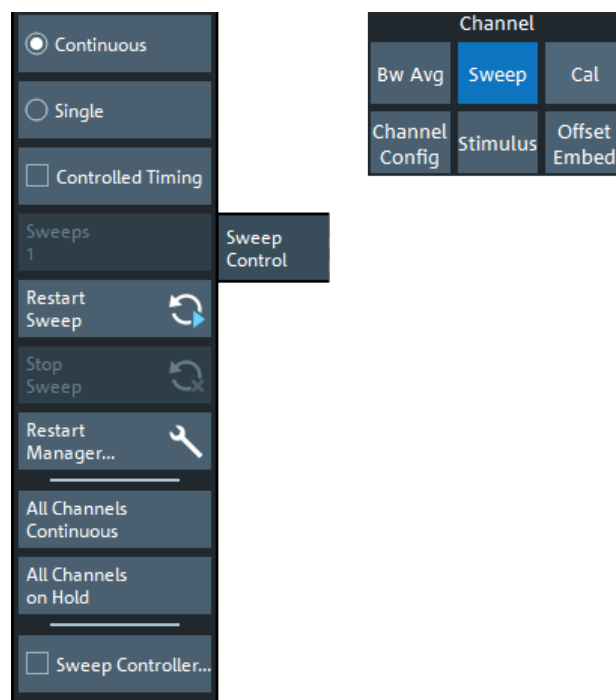 Continuous
Single
Controlled Timing
Sweeps
1
Restart
Sweep
Stop
Sweep
Restart
Manager...
All Channels
Continuous
All Channels
on Hold
Sweep Controller...
Sweep
Control
Channel
Bw Avg
Sweep
Cal
Channel
Config
Stimulus
Offset
Embed